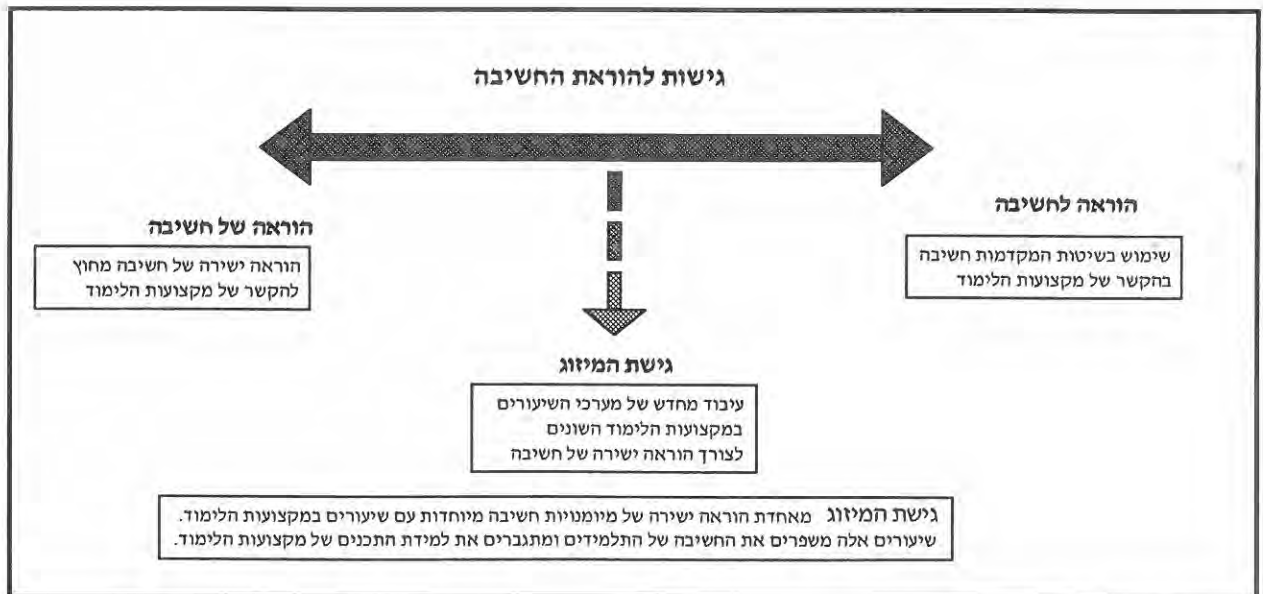 גישות להוראת החשיבה
הוראה לחשיבה
שימוש בשיטות המקדמות חשיבה
בהקשר של מקצועות הלימוד
הוראה של חשיבה
הוראה ישירה של חשיבה מחוץ
להקשר של מקצועות הלימוד
גישת המיזוג
עיבוד מחדש של מערכי השיעורים
במקצועות הלימוד השונים
לצורך הוראה ישירה של חשיבה
גישת המיזוג מאחדת הוראה ישירה של מיומנויות חשיבה מיוחדות עם שיעורים במקצועות הלימוד.
שיעורים אלה משפרים את החשיבה של התלמידים ומתגברים את למידת התכנים של מקצועות הלימוד.